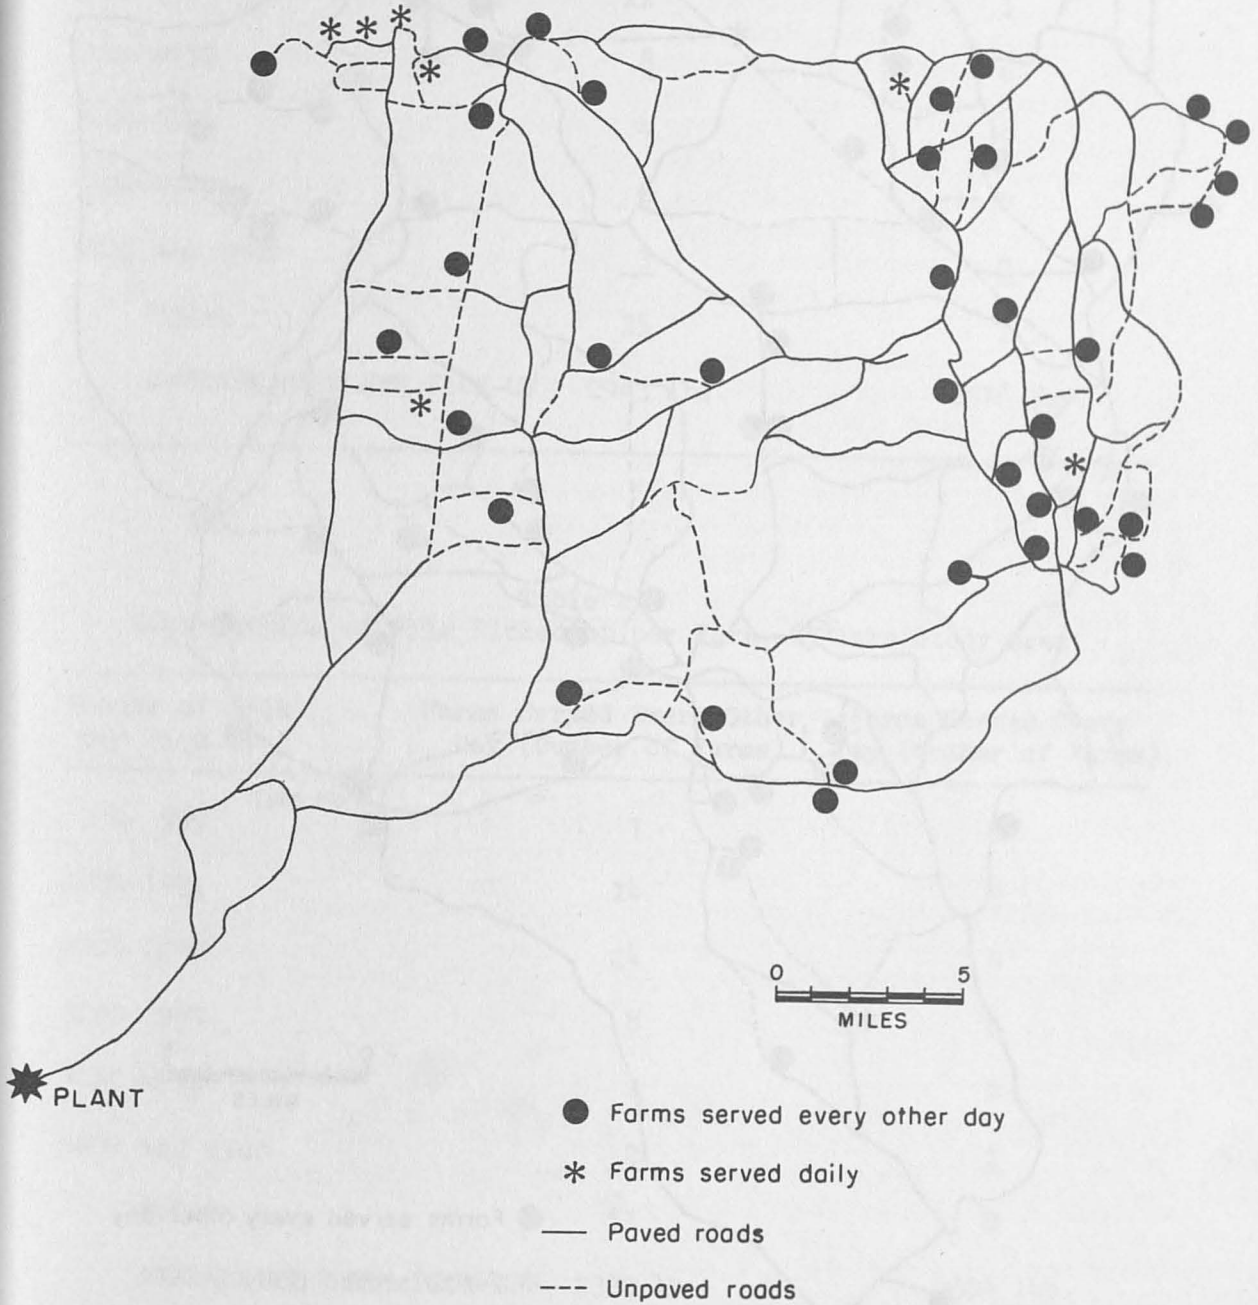 0 5
MILES
PLANT
Farms served every other day
Farms served daily
Paved roads
Unpaved roads